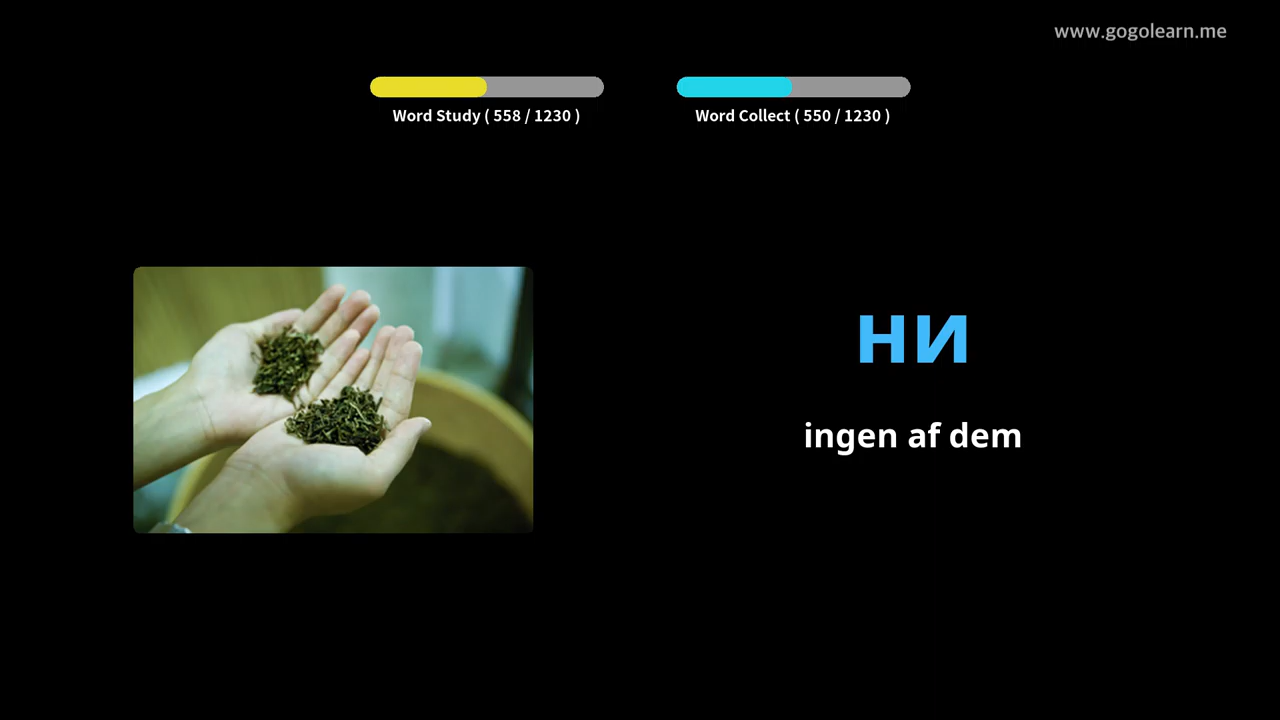 www.gogolearn.me
Word Study ( 558 / 1230 )
Word Collect ( 550 / 1230 )
ни
ingen af dem